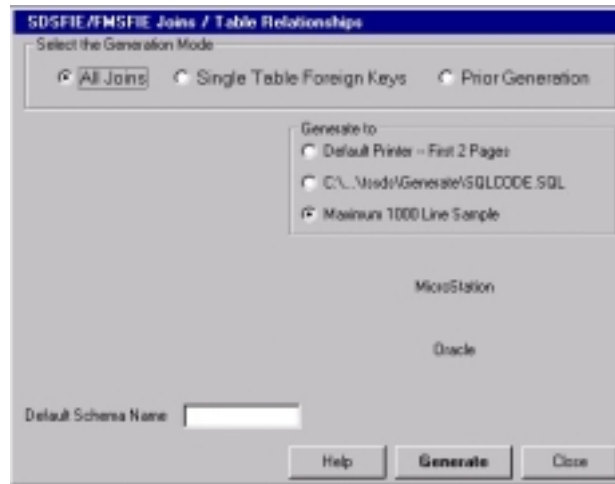 SDSFIE/FMSFIE Joins / Table Relationships
Select the Generation Mode
All Joins Single Table Foreign Keys Prior Generation
Generate to
Default Printer -- First 2 Pages
C:\...\tssds\Generate\SQLCODE.SQL
Maximum 1000 Line Sample
MicroStation
Oracle
Default Schema Name
Help Generate Close